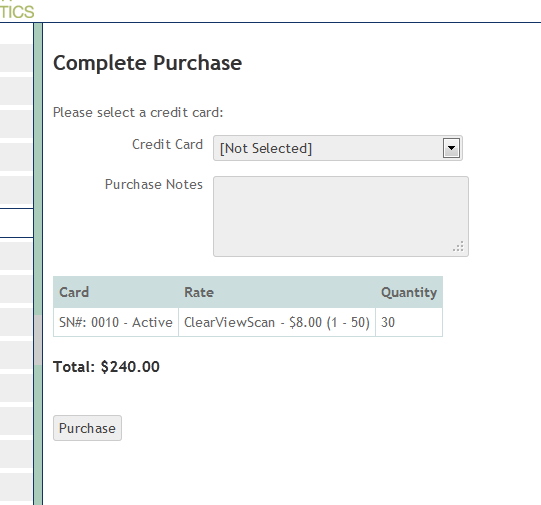 TICS
Complete Purchase
Please select a credit card:
Credit Card [Not Selected]
Purchase Notes
Card Rate Quantity
SN#: 0010 - Active ClearViewScan - $8.00 (1 - 50) 30
Total: $240.00
Purchase